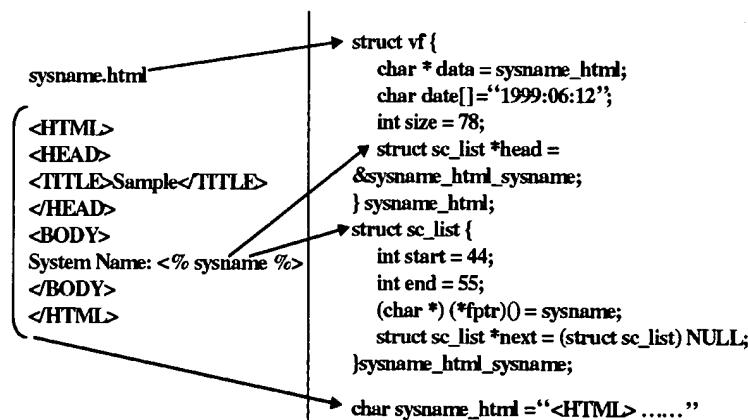 sysname.html
<HTML>
<HEAD>
<TITLE>Sample</TITLE>
</HEAD>
<BODY>
System Name: <% sysname %>
</BODY>
</HTML>
struct vf {
char * data = sysname_html;
char date[]=“1999:06:12”;
int size = 78;
struct sc_list *head =
&sysname_html_sysname;
} sysname_html;
struct sc_list {
int start = 44;
int end = 55;
(char *) (*fptr)() = sysname;
struct sc_list *next = (struct sc_list) NULL;
}sysname_html_sysname;
char sysname_html =“<HTML> ......”